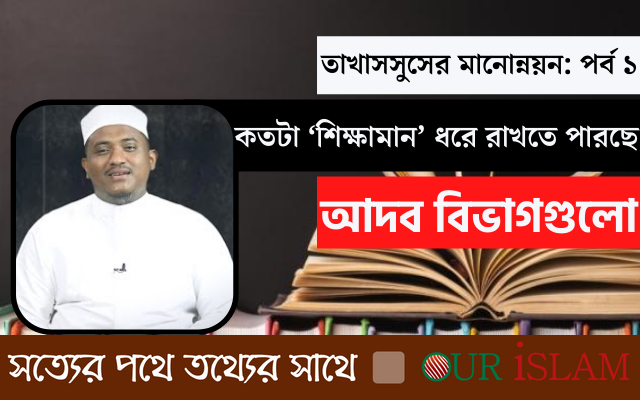 তাখাসসুসের মানোন্নয়ন: পর্ব ১
কতটা ‘শিক্ষামান’ ধরে রাখতে পারছে
আদব বিভাগগুলো
সত্যের পথে তথ্যের সাথে
OUR iSLAM